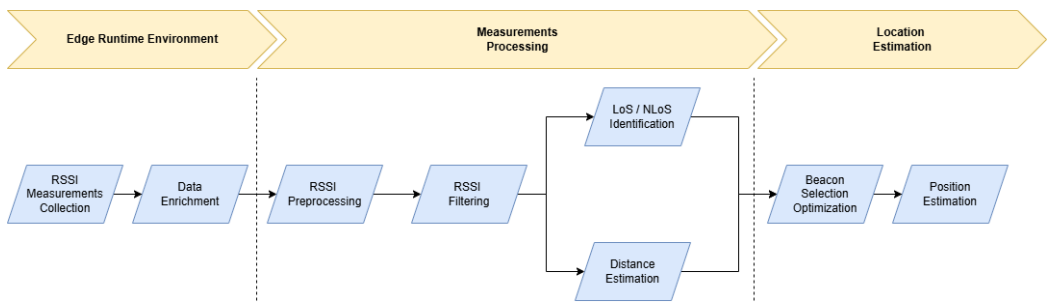 Edge Runtime Environment
Measurements
Processing
Location
Estimation
RSSI
Measurements
Collection
Data
Enrichment
RSSI
Preprocessing
RSSI
Filtering
LoS / NLoS
Identification
Distance
Estimation
Beacon
Selection
Optimization
Position
Estimation